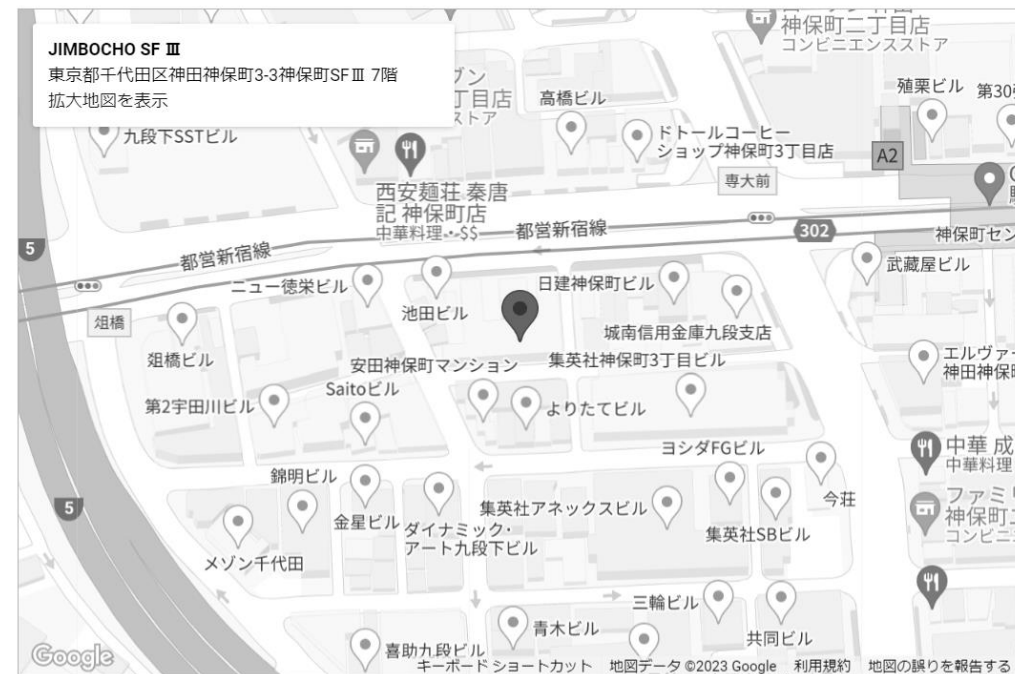 JIMBOCHO SF Ⅲ
東京都千代田区神田神保町3-3神保町SFⅢ 7階
拡大地図を表示
神保町二丁目店
コンビニエンスストア
ブン
丁目店
ストア
高橋ビル
殖栗ビル
第30
九段下SSTビル
ドトールコーヒー
ショップ神保町3丁目店
A2
専大前
西安麺荘 秦唐
記 神保町店
中華料理・$$
都営新宿線
302
神保町セン
5
都営新宿線
武蔵屋ビル
ニュー徳栄ビル
日建神保町ビル
池田ビル
俎橋
城南信用金庫九段支店
俎橋ビル
安田神保町マンション
集英社神保町3丁目ビル
エルヴァー
神田神保
Saitoビル
第2宇田川ビル
よりたてビル
ヨシダFGビル
中華 成
中華料理
錦明ビル
5
金星ビル
ダイナミック・
アート九段下ビル
集英社アネックスビル
今荘
ファミリ
神保町
コンビニ
集英社SBビル
メゾン千代田
三輪ビル
青木ビル
共同ビル
喜助九段ビル
Google
キーボード ショートカット 地図データ ©2023 Google 利用規約 地図の誤りを報告する